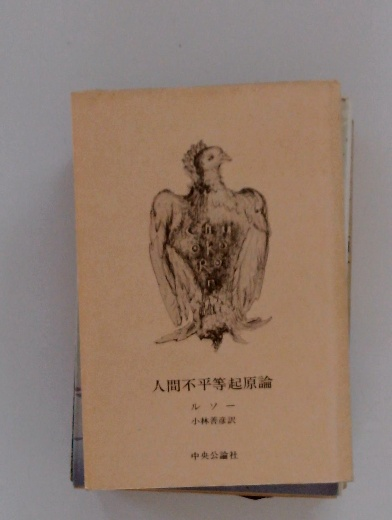 人間不平等起原論
ルソー
小林善彦訳
中央公論社